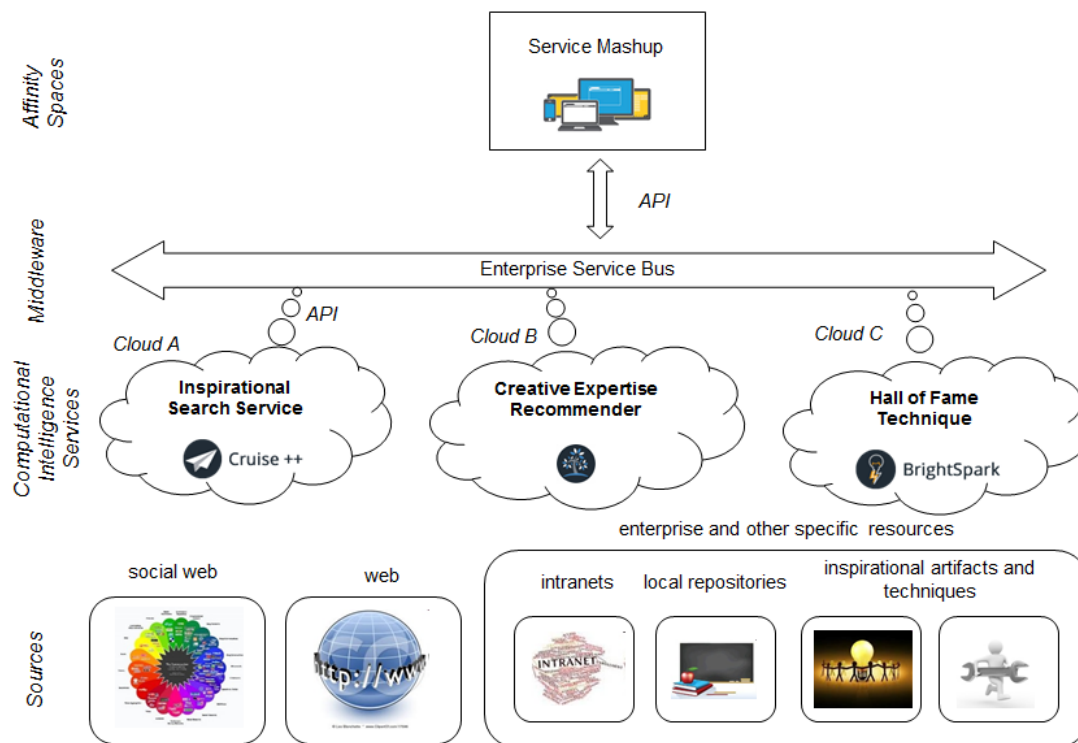 Affinity
Spaces
Service Mashup
API
Middleware
Enterprise Service Bus
API
Cloud A
Cloud B
Cloud C
Computational
Intelligence
Services
Inspirational
Search Service
Cruise ++
Creative Expertise
Recommender
Hall of Fame
Technique
BrightSpark
enterprise and other specific resources
Sources
social web
web
intranets
local repositories
inspirational artifacts and
techniques
http://www
INTRANET